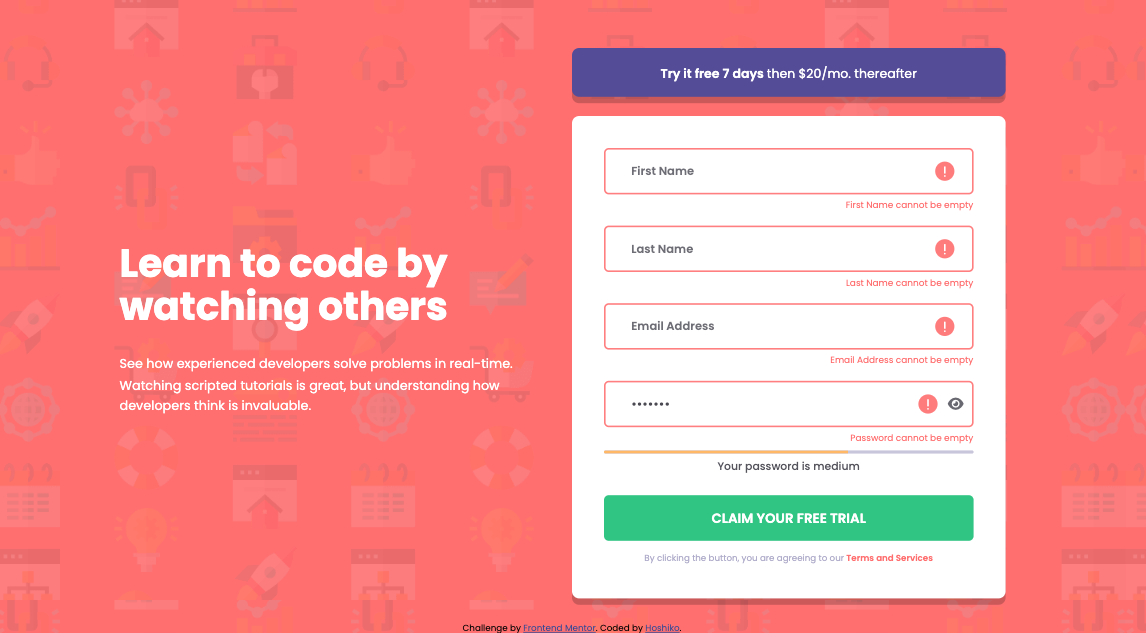 Try it free 7 days then $20/mo. thereafter
Learn to code by
watching others
See how experienced developers solve problems in real-time.
Watching scripted tutorials is great, but understanding how
developers think is invaluable.
First Name
First Name cannot be empty
Last Name
Last Name cannot be empty
Email Address
Email Address cannot be empty
•••••••
Password cannot be empty
Your password is medium
CLAIM YOUR FREE TRIAL
By clicking the button, you are agreeing to our Terms and Services
Challenge by Frontend Mentor. Coded by Hoshiko.